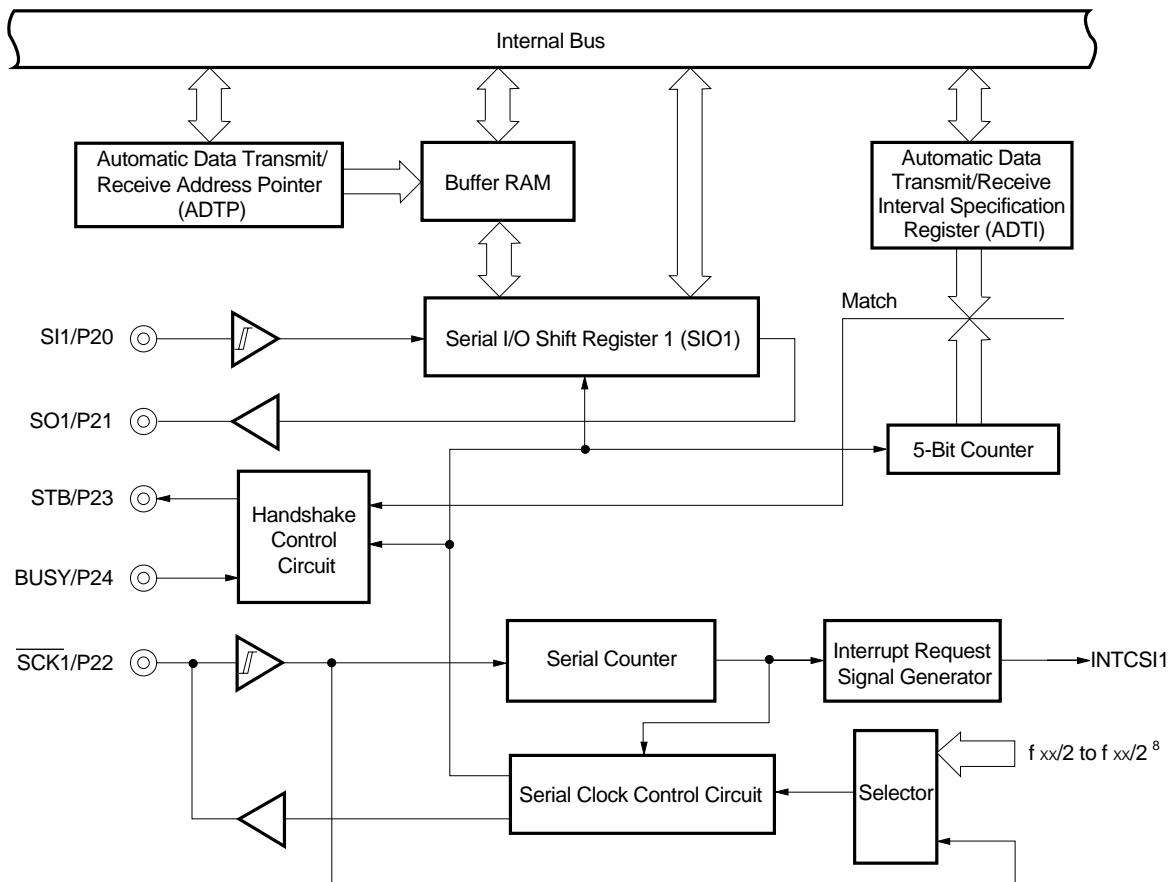 Internal Bus
Automatic Data Transmit/
Receive Address Pointer
(ADTP)
Buffer RAM
Automatic Data
Transmit/Receive
Interval Specification
Register (ADTI)
Match
SI1/P20
Serial I/O Shift Register 1 (SIO1)
SO1/P21
5-Bit Counter
STB/P23
Handshake
Control
Circuit
BUSY/P24
SCK1/P22
Serial Counter
Interrupt Request
Signal Generator
INTCSI1
f xx/2 to f xx/2⁸
Serial Clock Control Circuit
Selector